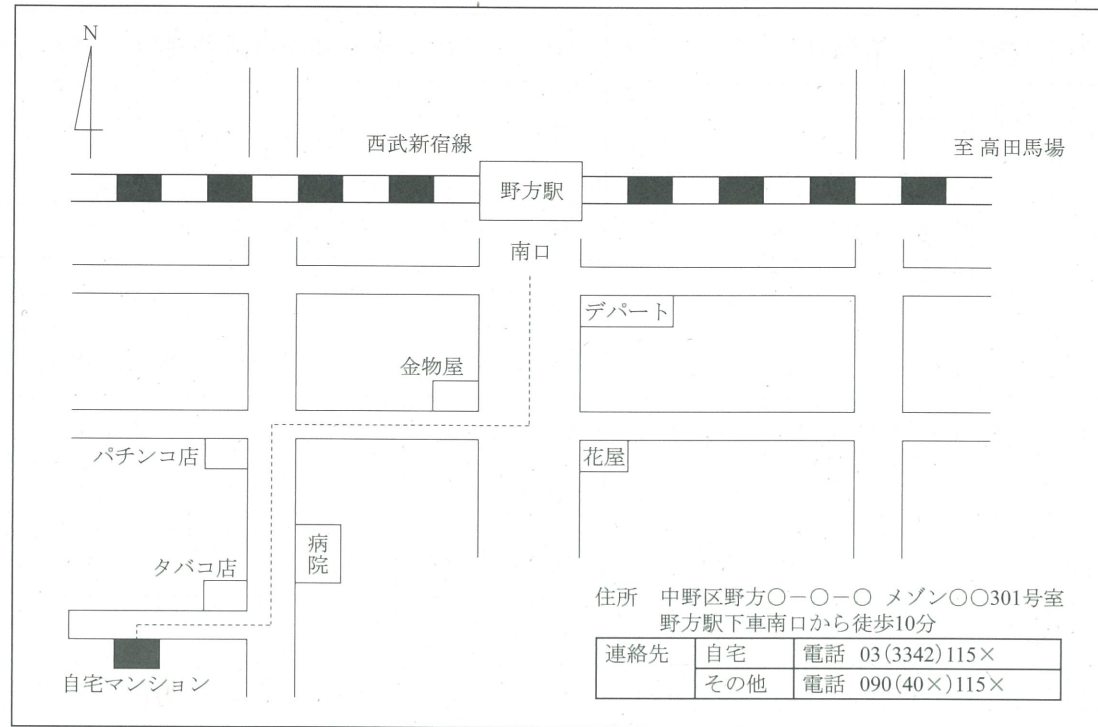 N
西武新宿線
至 高田馬場
野方駅
南口
デパート
金物屋
パチンコ店
花屋
病院
タバコ店
自宅マンション
住所 中野区野方○－○－○ メゾン○○301号室
野方駅下車南口から徒歩10分
連絡先 自宅 電話 03(3342)115×
その他 電話 090(40×)115×